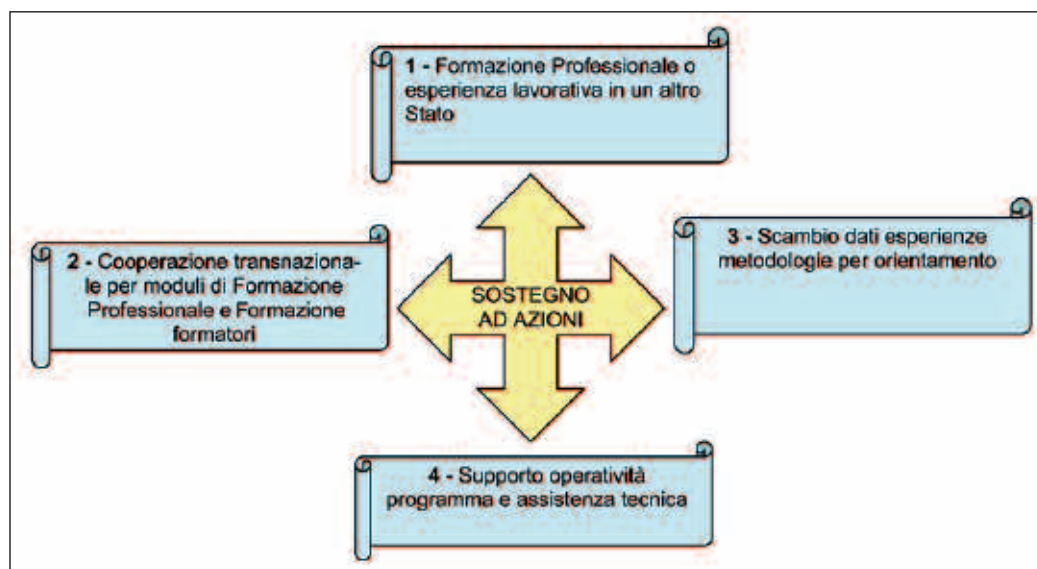 1 - Formazione Professionale o
esperienza lavorativa in un altro
Stato
2 - Cooperazione transnaziona-
le per moduli di Formazione
Professionale e Formazione
formatori
SOSTEGNO
AD AZIONI
3 - Scambio dati esperienze
metodologie per orientamento
4 - Supporto operatività
programma e assistenza tecnica